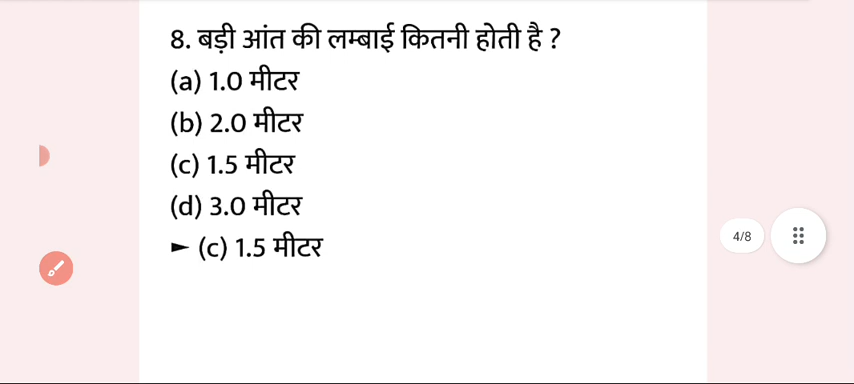 8. बड़ी आंत की लम्बाई कितनी होती है ?
(a) 1.0 मीटर
(b) 2.0 मीटर
(c) 1.5 मीटर
(d) 3.0 मीटर
► (c) 1.5 मीटर
4/8